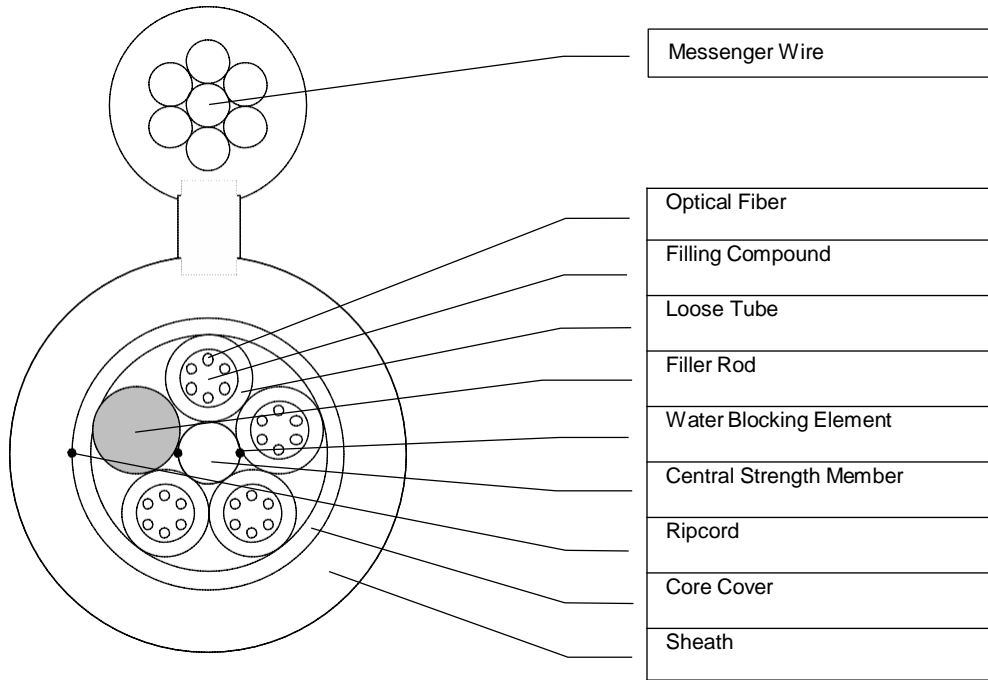 Messenger Wire
Optical Fiber
Filling Compound
Loose Tube
Filler Rod
Water Blocking Element
Central Strength Member
Ripcord
Core Cover
Sheath